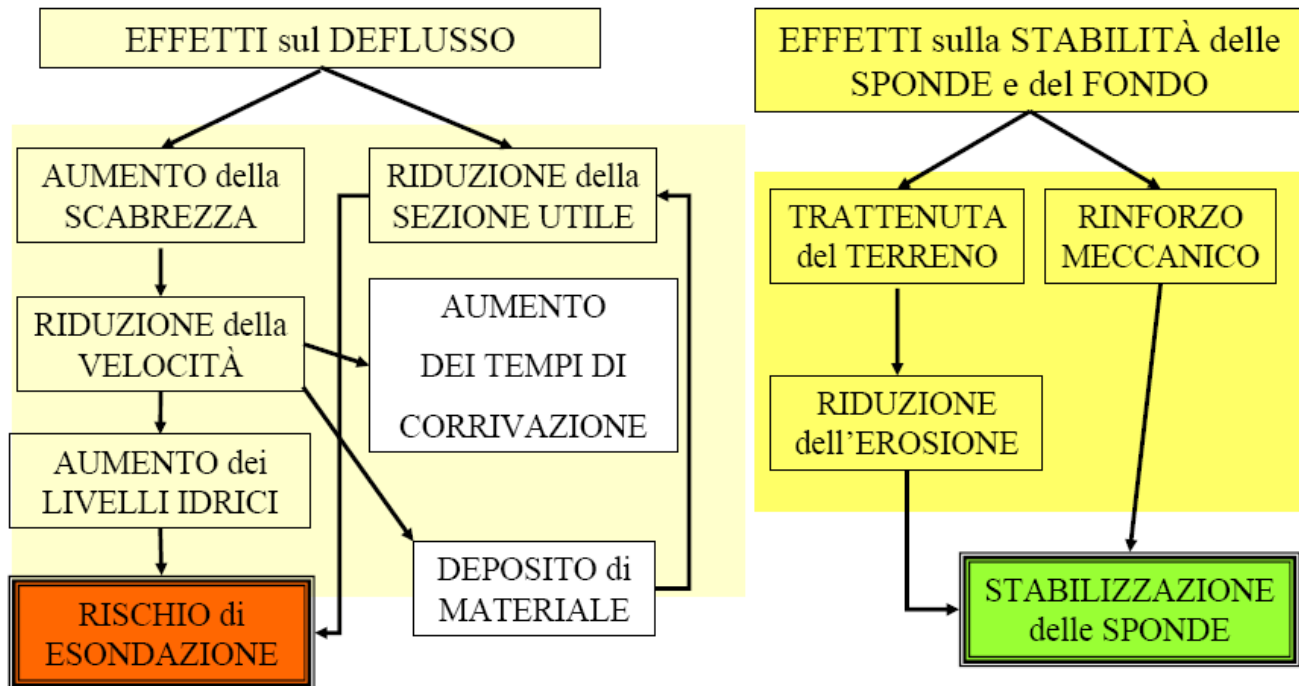 EFFETTI sul DEFLUSSO
AUMENTO della
SCABREZZA
RIDUZIONE della
SEZIONE UTILE
RIDUZIONE della
VELOCITÀ
AUMENTO
DEI TEMPI DI
CORRIVAZIONE
AUMENTO dei
LIVELLI IDRICI
DEPOSITO di
MATERIALE
RISCHIO di
ESONDAZIONE
EFFETTI sulla STABILITÀ delle
SPONDE e del FONDO
TRATTENUTA
del TERRENO
RINFORZO
MECCANICO
RIDUZIONE
dell’EROSIONE
STABILIZZAZIONE
delle SPONDE